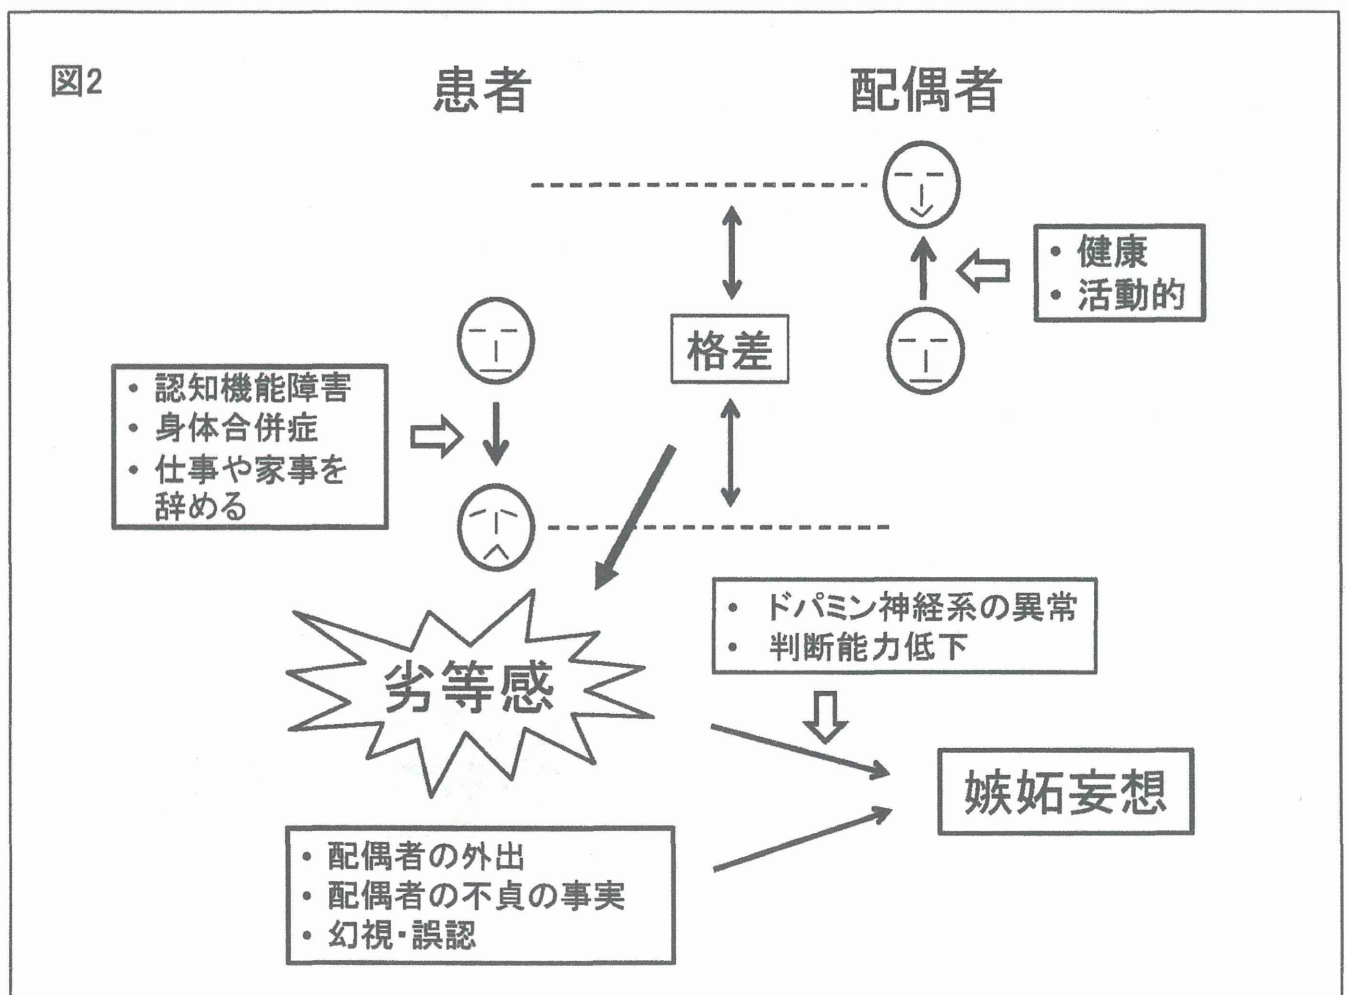 図2
患者
配偶者
・健康
・活動的
格差
・認知機能障害
・身体合併症
・仕事や家事を
辞める
・ドパミン神経系の異常
・判断能力低下
劣等感
嫉妬妄想
・配偶者の外出
・配偶者の不貞の事実
・幻視・誤認